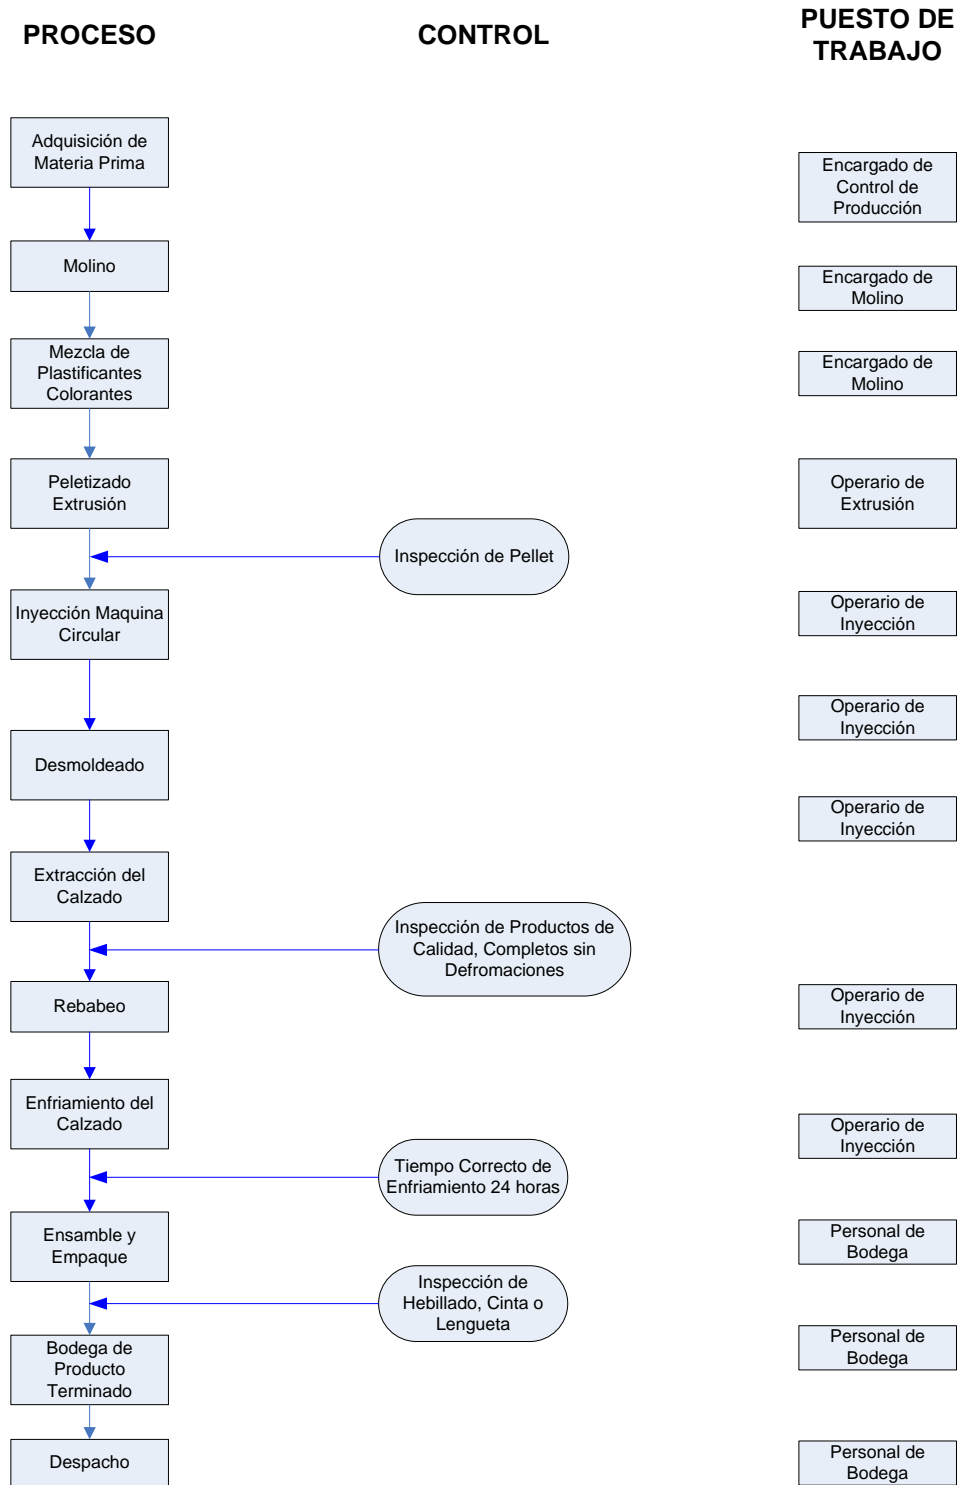 PROCESO
CONTROL
PUESTO DE
TRABAJO
Adquisición de
Materia Prima
Encargado de
Control de
Producción
Molino
Encargado de
Molino
Mezcla de
Plastificantes
Colorantes
Encargado de
Molino
Peletizado
Extrusión
Operario de
Extrusión
Inspección de Pellet
Inyección Maquina
Circular
Operario de
Inyección
Operario de
Inyección
Desmoldeado
Operario de
Inyección
Extracción del
Calzado
Inspección de Productos de
Calidad, Completos sin
Defromaciones
Rebabeo
Operario de
Inyección
Enfriamiento del
Calzado
Operario de
Inyección
Tiempo Correcto de
Enfriamiento 24 horas
Ensamble y
Empaque
Personal de
Bodega
Inspección de
Hebillado, Cinta o
Lengueta
Bodega de
Producto
Terminado
Personal de
Bodega
Despacho
Personal de
Bodega